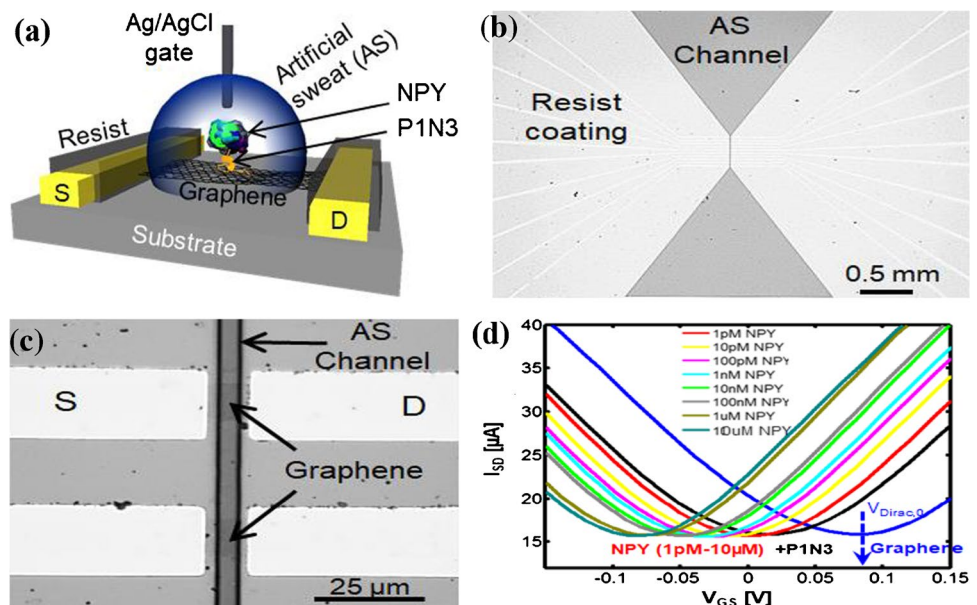 (a)
Ag/AgCl
gate
Artificial
sweat (AS)
NPY
P1N3
Resist
S
Graphene
D
Substrate
(b)
AS
Channel
Resist
coating
0.5 mm
(c)
AS
Channel
S
D
Graphene
25 µm
(d)
40
35
30
25
20
15
I_SD [µA]
1pM NPY
10pM NPY
100pM NPY
1nM NPY
10nM NPY
100nM NPY
1uM NPY
10uM NPY
V_Dirac,0
NPY (1pM-10µM) +P1N3
Graphene
-0.1 -0.05 0 0.05 0.1 0.15
V_GS [V]